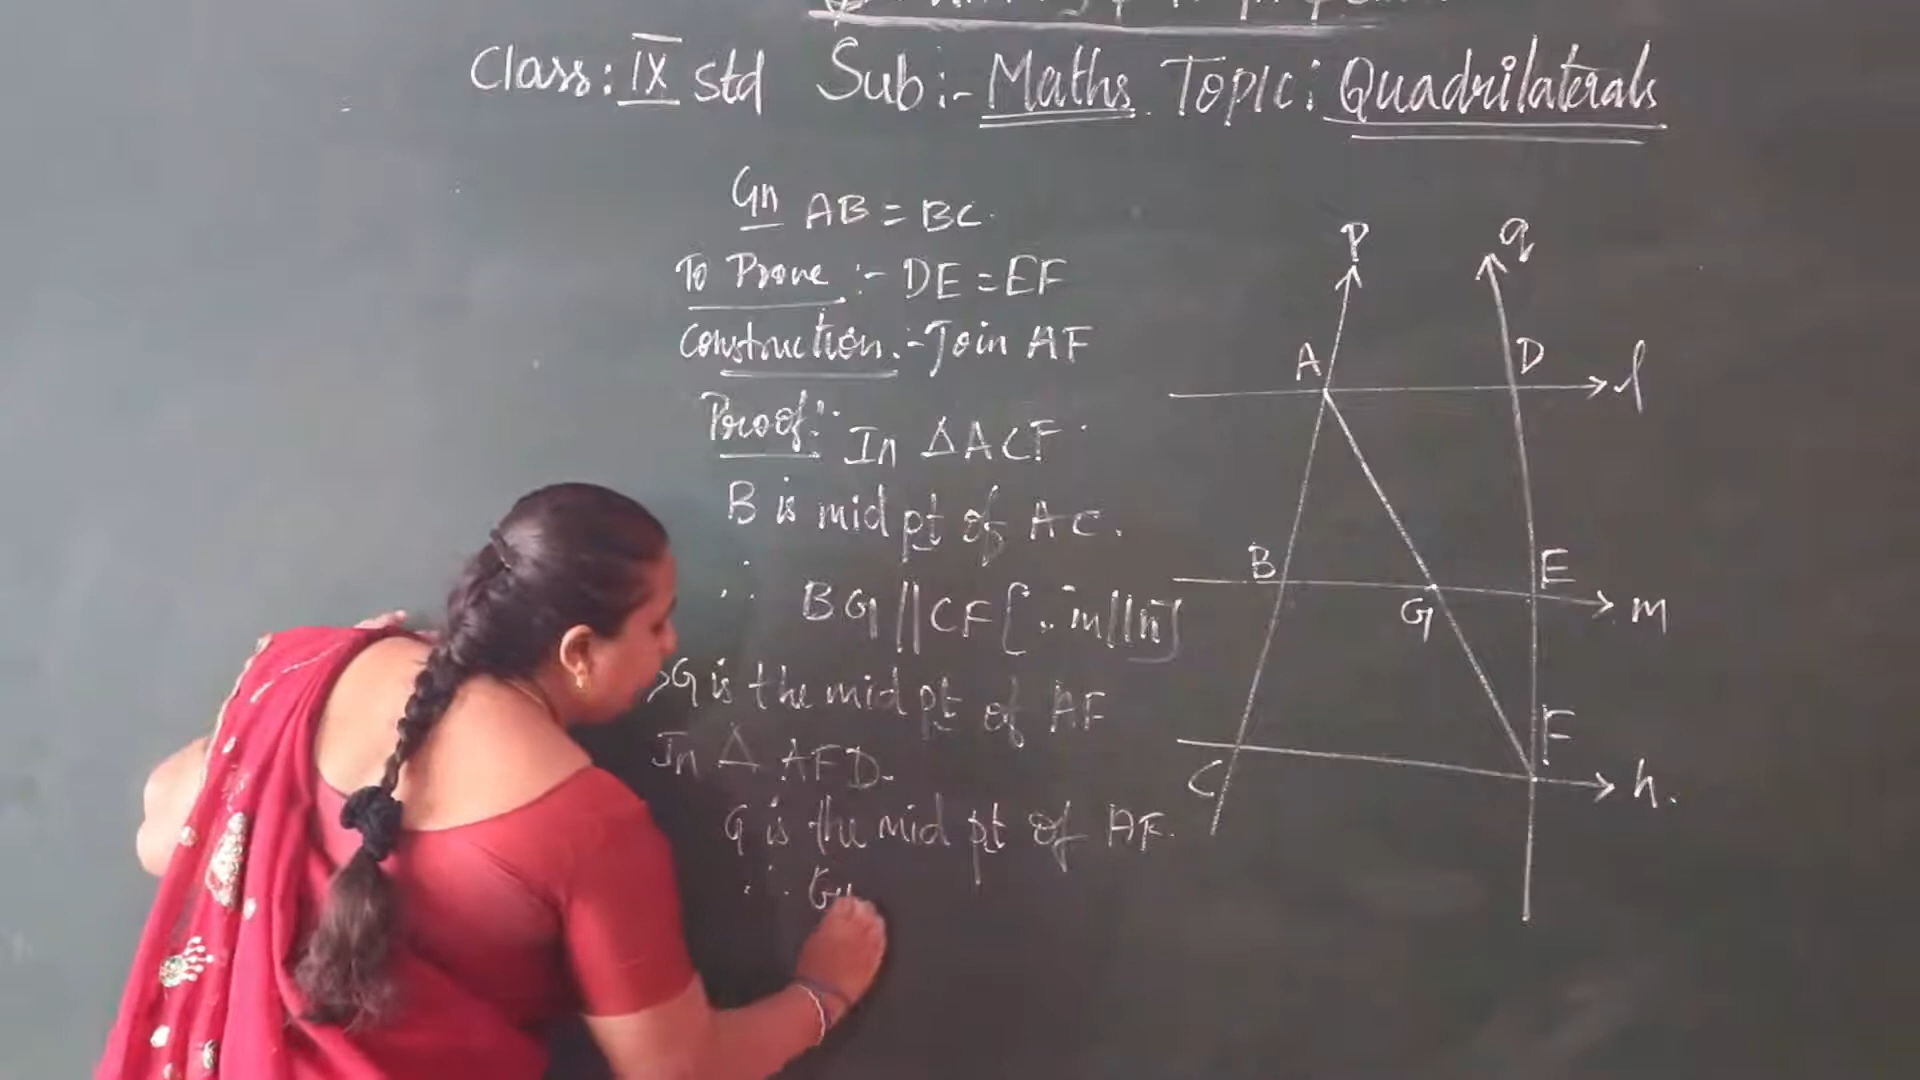 Class: IX Std Sub:- Maths Topic: Quadrilaterals
Gn AB = BC.
To Prove :- DE = EF
Construction :- Join AF
Proof:- In ΔACF
B is mid pt of AC.
∴ BG || CF [∵ m||n]
G is the mid pt of AF
In Δ AFD.
G is the mid pt of AF.
∴ G
P
q
A
D
l
B
E
G
m
F
C
n.